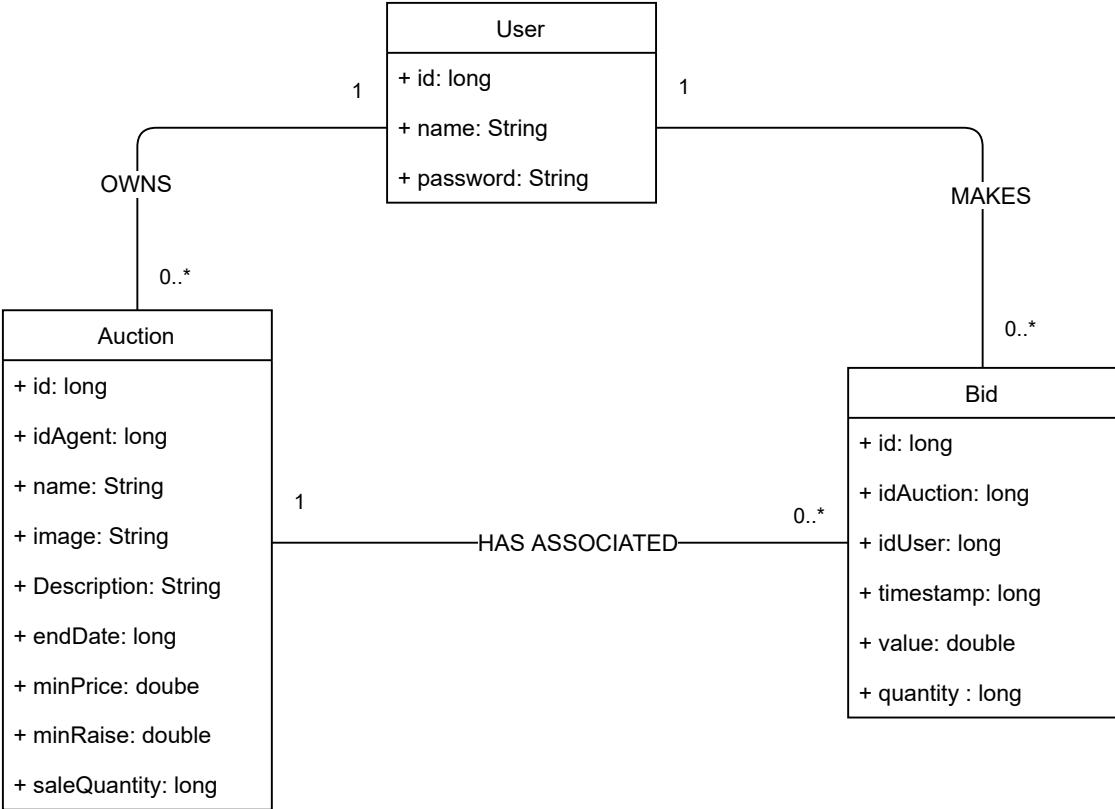 User
+ id: long
+ name: String
+ password: String
1
1
OWNS
MAKES
0..*
0..*
Auction
+ id: long
+ idAgent: long
+ name: String
+ image: String
+ Description: String
+ endDate: long
+ minPrice: doube
+ minRaise: double
+ saleQuantity: long
1
HAS ASSOCIATED
0..*
Bid
+ id: long
+ idAuction: long
+ idUser: long
+ timestamp: long
+ value: double
+ quantity : long